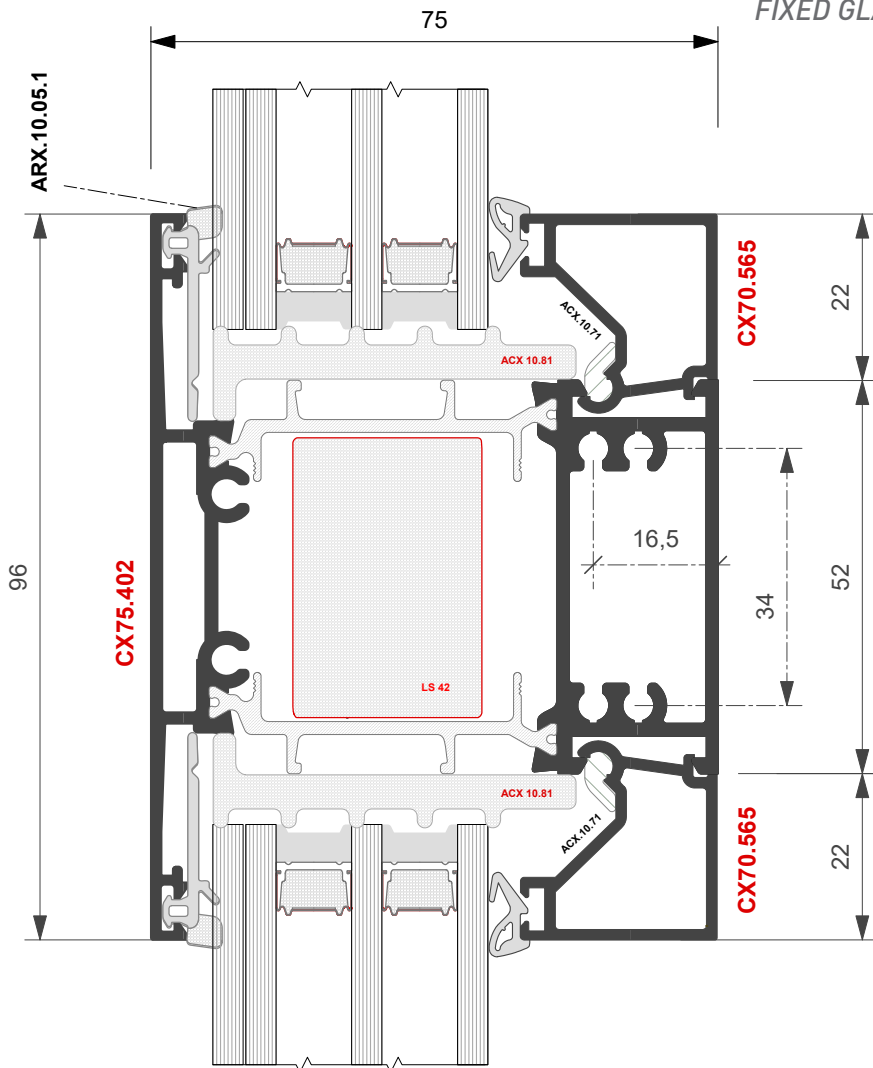 FIXED GLA
75
ARX.10.05.1
CX70.565
22
ACX.10.71
ACX 10.81
96
CX75.402
16,5
34
52
LS 42
ACX 10.81
ACX.10.71
CX70.565
22